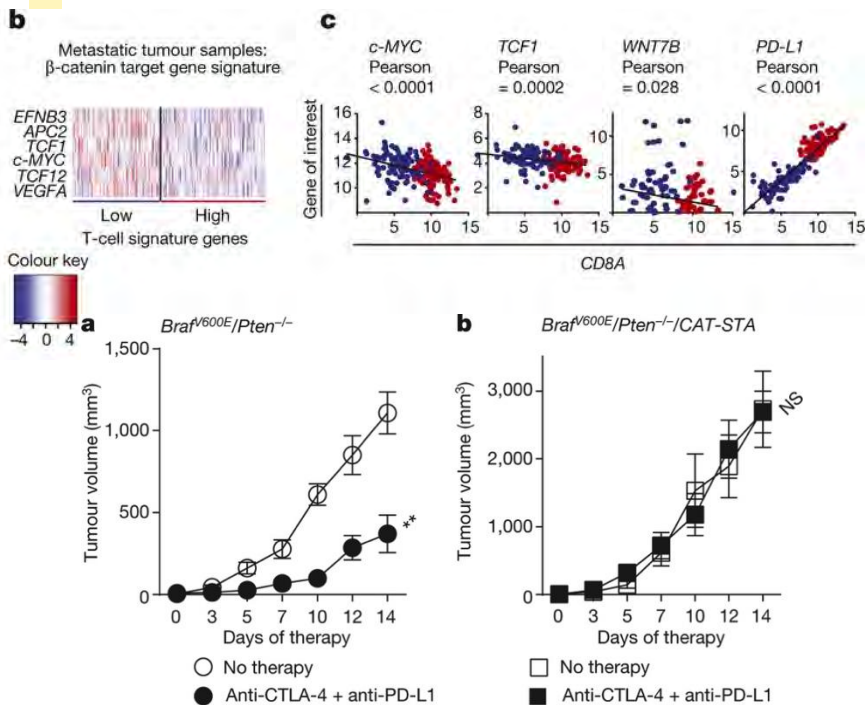 b
Metastatic tumour samples:
β-catenin target gene signature
EFNB3
APC2
TCF1
c-MYC
TCF12
VEGFA
Low High
T-cell signature genes
Colour key
–4 0 4
c
c-MYC TCF1 WNT7B PD-L1
Pearson Pearson Pearson Pearson
< 0.0001 = 0.0002 = 0.028 < 0.0001
Gene of interest
16
14
12
10
8
6
4
2
10
5
10
5
5 10 15 5 10 15 5 10 15 5 10 15
CD8A
a
BrafV600E/Pten–/–
Tumour volume (mm3)
1,500
1,000
500
0
**
0 3 5 7 10 12 14
Days of therapy
No therapy
Anti-CTLA-4 + anti-PD-L1
b
BrafV600E/Pten–/–/CAT-STA
Tumour volume (mm3)
3,000
2,000
1,000
0
NS
0 3 5 7 10 12 14
Days of therapy
No therapy
Anti-CTLA-4 + anti-PD-L1